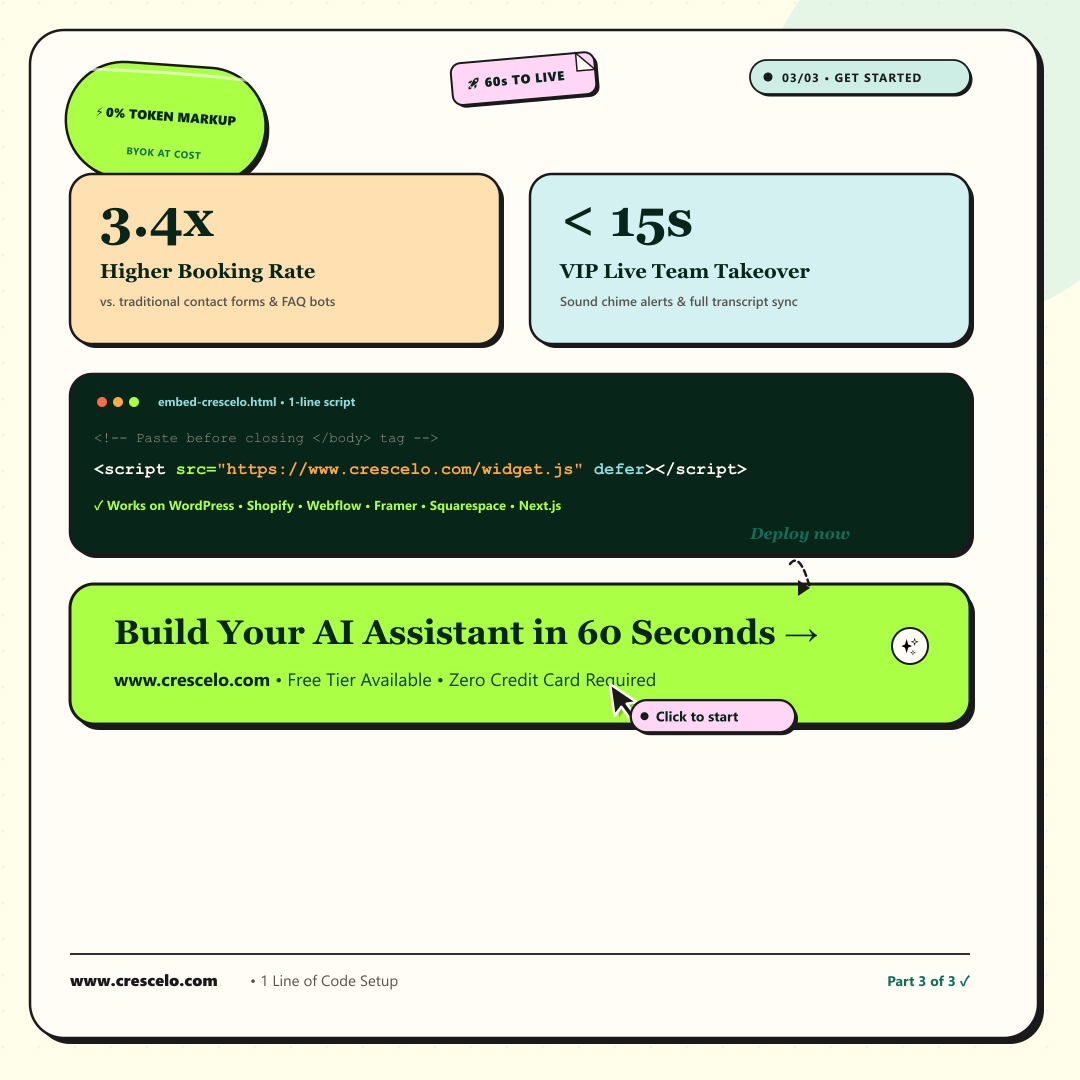 ⚡ 0% TOKEN MARKUP
BYOK AT COST
🚀 60s TO LIVE
03/03 • GET STARTED
3.4x
Higher Booking Rate
vs. traditional contact forms & FAQ bots
< 15s
VIP Live Team Takeover
Sound chime alerts & full transcript sync
embed-crescelo.html • 1-line script
<!-- Paste before closing </body> tag -->
<script src="https://www.crescelo.com/widget.js" defer></script>
✓ Works on WordPress • Shopify • Webflow • Framer • Squarespace • Next.js
Deploy now
Build Your AI Assistant in 60 Seconds →
www.crescelo.com • Free Tier Available • Zero Credit Card Required
Click to start
www.crescelo.com • 1 Line of Code Setup
Part 3 of 3 ✓